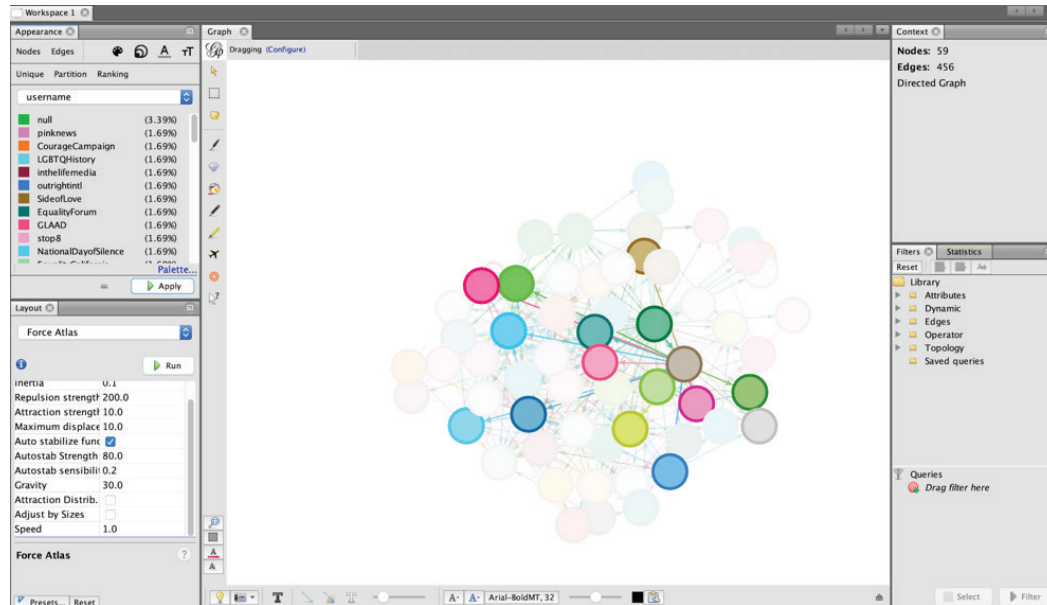 Workspace 1
Appearance
Nodes Edges
A
TT
Unique Partition Ranking
username
null (3.39%)
pinknews (1.69%)
CourageCampaign (1.69%)
LGBTQHistory (1.69%)
inthelifemedia (1.69%)
outrightintl (1.69%)
SideofLove (1.69%)
EqualityForum (1.69%)
GLAAD (1.69%)
stop8 (1.69%)
NationalDayofSilence (1.69%)
Palette...
= Apply
Layout
Force Atlas
Run
Inertia 0.1
Repulsion strengt 200.0
Attraction strengt 10.0
Maximum displace 10.0
Auto stabilize func
Autostab Strength 80.0
Autostab sensibili 0.2
Gravity 30.0
Attraction Distrib.
Adjust by Sizes
Speed 1.0
Force Atlas ?
Presets... Reset
Graph
Dragging (Configure)
A
A
T
T
A- A- Arial-BoldMT, 32
Context
Nodes: 59
Edges: 456
Directed Graph
Filters Statistics
Reset
Library
Attributes
Dynamic
Edges
Operator
Topology
Saved queries
Queries
Drag filter here
Select Filter